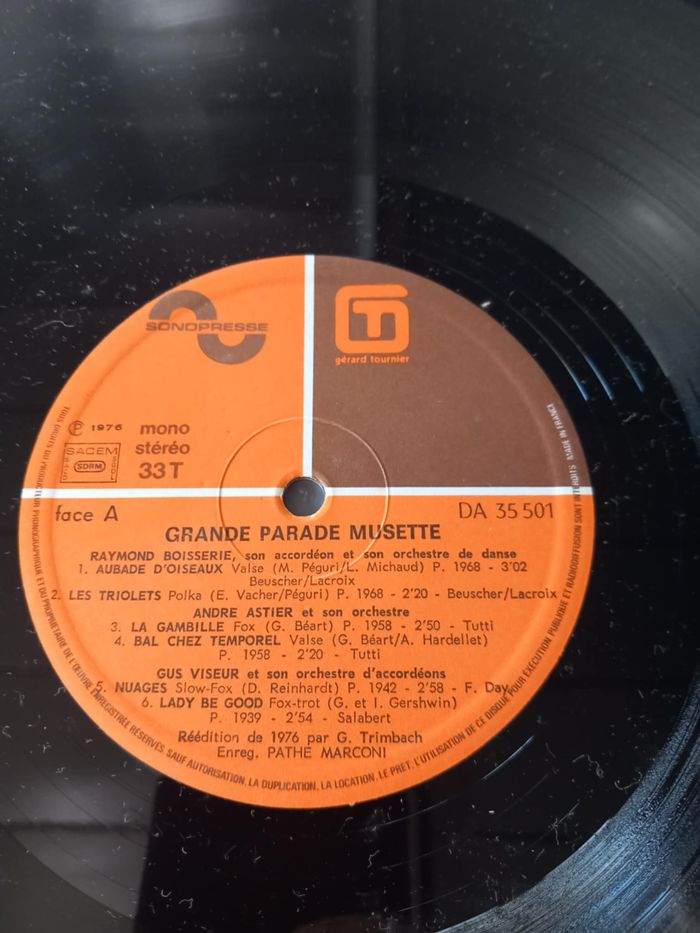 SONOPRESSE
gérard tournier
℗ 1976
mono
stéréo
33 T
SACEM
SDRM
face A
DA 35 501
GRANDE PARADE MUSETTE
RAYMOND BOISSERIE, son accordéon et son orchestre de danse
1. AUBADE D'OISEAUX Valse (M. Péguri/L. Michaud) P. 1968 - 3'02
Beuscher/Lacroix
2. LES TRIOLETS Polka (E. Vacher/Péguri) P. 1968 - 2'20 - Beuscher/Lacroix
ANDRE ASTIER et son orchestre
3. LA GAMBILLE Fox (G. Béart) P. 1958 - 2'50 - Tutti
4. BAL CHEZ TEMPOREL Valse (G. Béart/A. Hardellet)
P. 1958 - 2'20 - Tutti
GUS VISEUR et son orchestre d'accordéons
5. NUAGES Slow-Fox (D. Reinhardt) P. 1942 - 2'58 - F. Day
6. LADY BE GOOD Fox-trot (G. et I. Gershwin)
P. 1939 - 2'54 - Salabert
Réédition de 1976 par G. Trimbach
Enreg. PATHE MARCONI
TOUS DROITS DU PRODUCTEUR PHONOGRAPHIQUE ET DU PROPRIETAIRE DE L'ŒUVRE ENREGISTREE RESERVES SAUF AUTORISATION, LA DUPLICATION, LA LOCATION, LE PRET, L'UTILISATION DE CE DISQUE POUR EXECUTION PUBLIQUE ET RADIODIFFUSION SONT INTERDITS MADE IN FRANCE